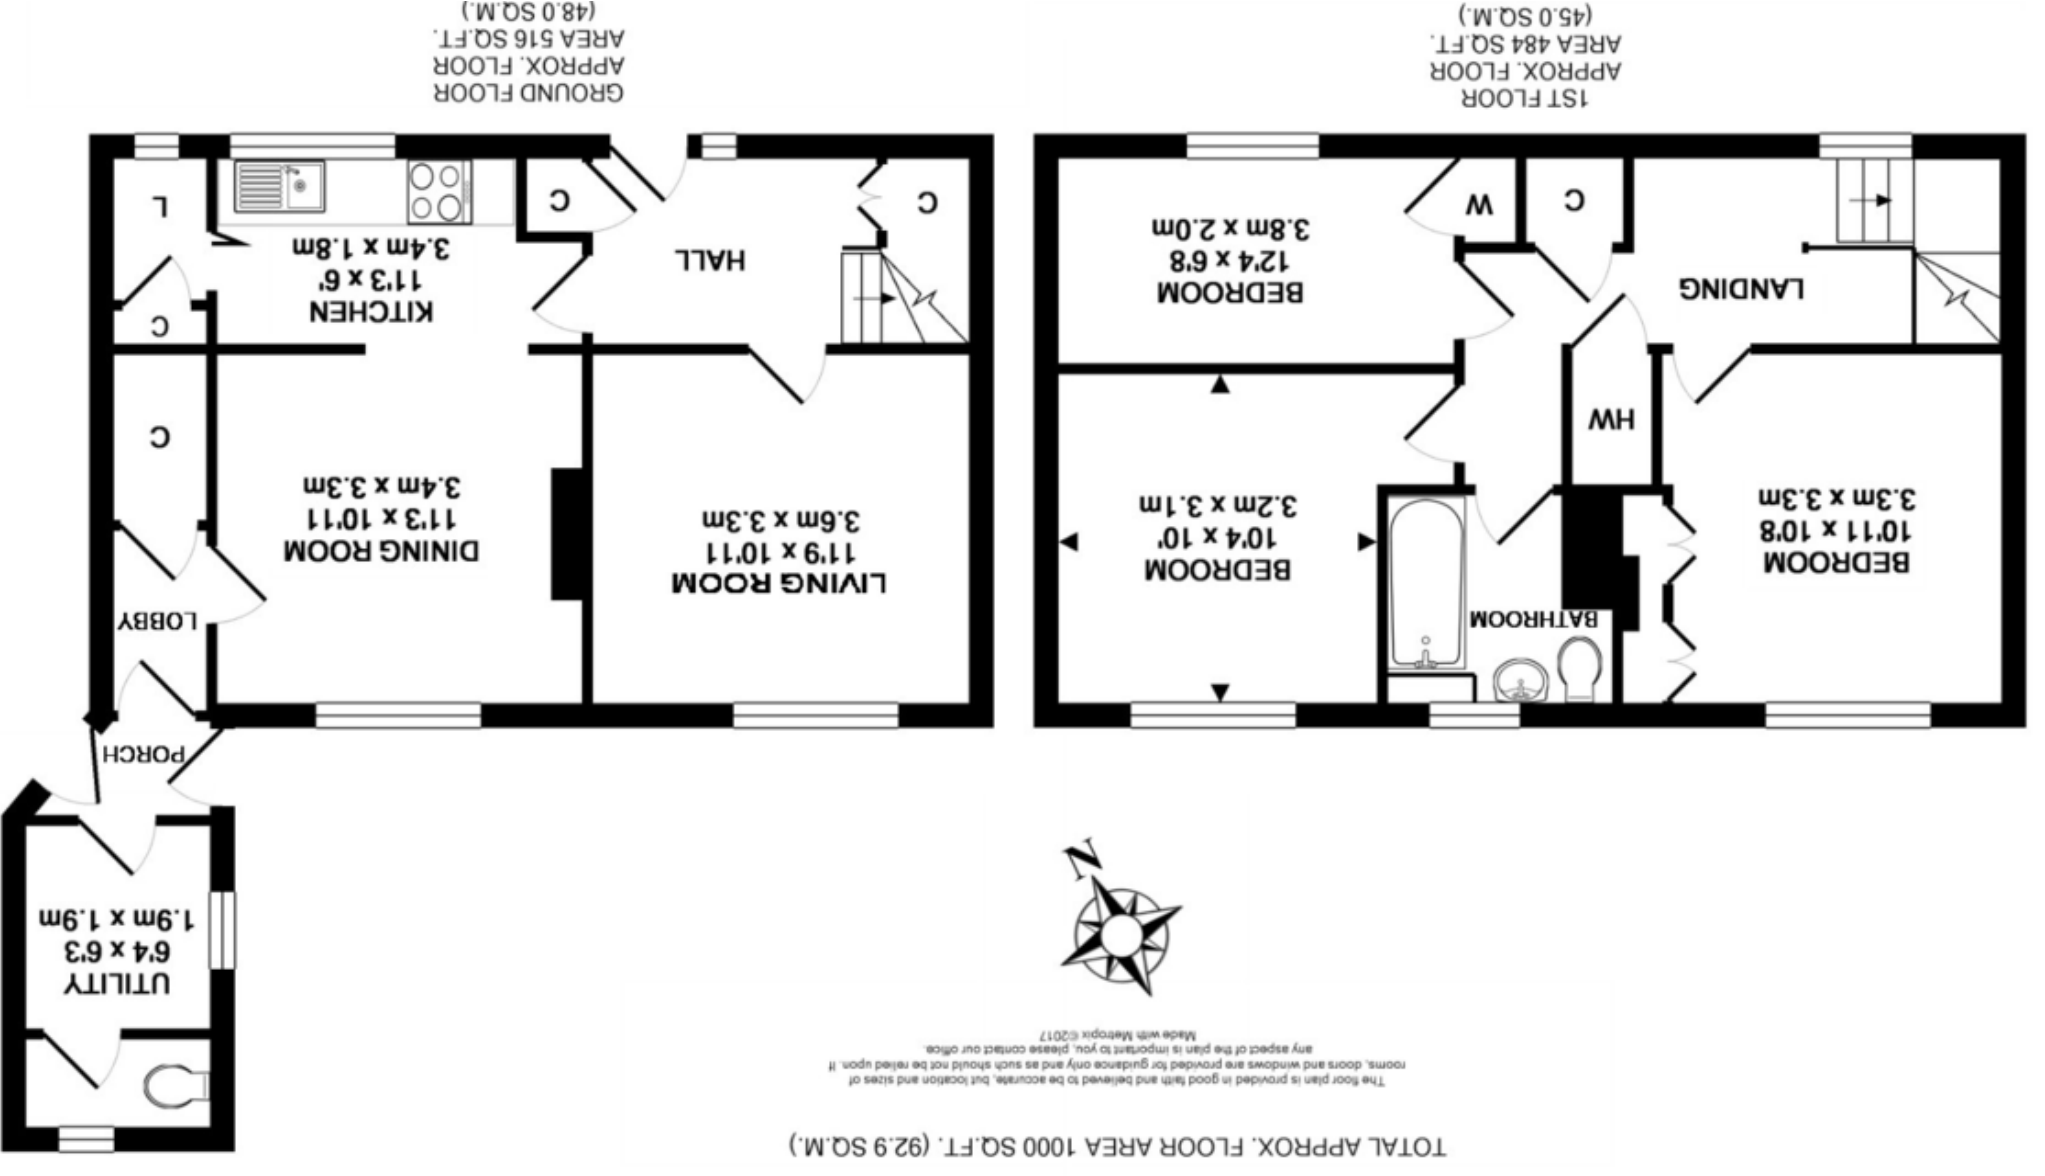 TOTAL APPROX. FLOOR AREA 1000 SQ.FT. (92.9 SQ.M.)
The floor plan is provided in good faith and believed to be accurate, but location and sizes of
rooms, doors and windows are provided for guidance only and as such should not be relied upon. If
any aspect of the plan is important to you, please contact our office.
Made with Metropix ©2017
N
BEDROOM
10'11 x 10'8
3.3m x 3.3m
BATHROOM
BEDROOM
10'4 x 10'
3.2m x 3.1m
HW
LANDING
BEDROOM
12'4 x 6'8
3.8m x 2.0m
C
W
1ST FLOOR
APPROX. FLOOR
AREA 484 SQ.FT.
(45.0 SQ.M.)
UTILITY
6'4 x 6'3
1.9m x 1.9m
PORCH
LOBBY
LIVING ROOM
11'9 x 10'11
3.6m x 3.3m
DINING ROOM
11'3 x 10'11
3.4m x 3.3m
C
C
KITCHEN
11'3 x 6'
3.4m x 1.8m
HALL
C
C
L
GROUND FLOOR
APPROX. FLOOR
AREA 516 SQ.FT.
(48.0 SQ.M.)